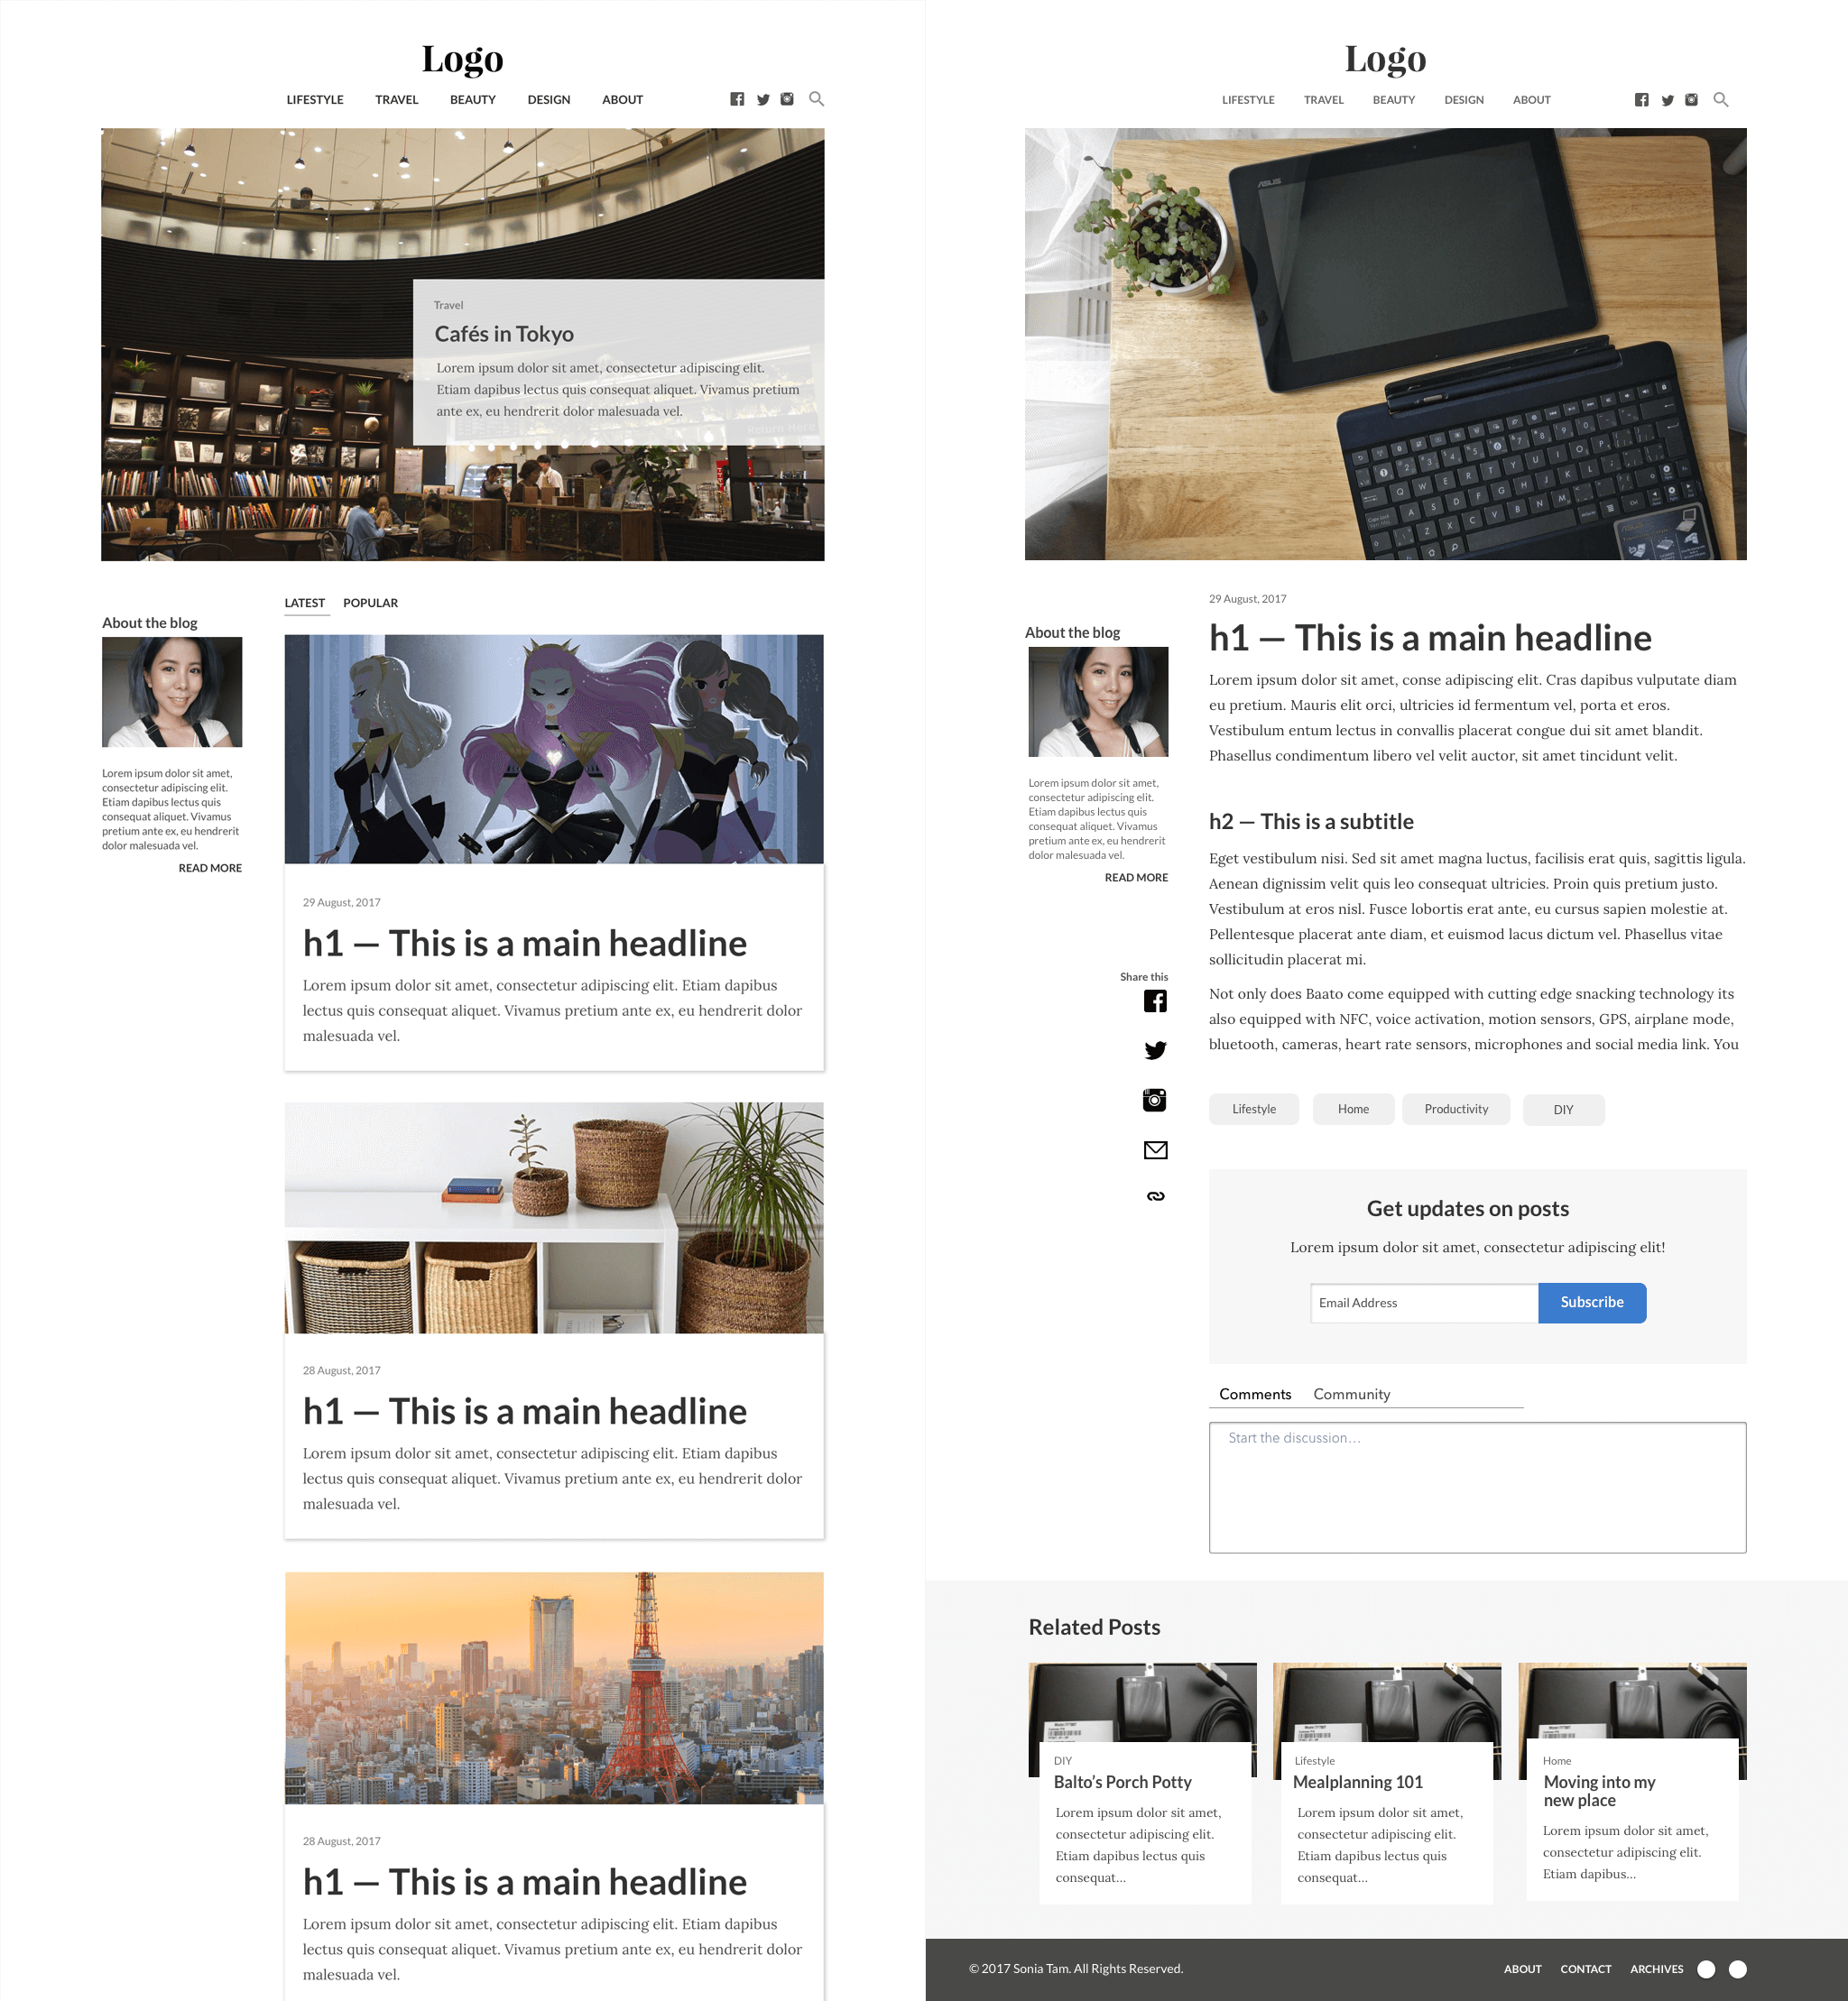 Logo
LIFESTYLE TRAVEL BEAUTY DESIGN ABOUT
Travel
Cafés in Tokyo
Lorem ipsum dolor sit amet, consectetur adipiscing elit.
Etiam dapibus lectus quis consequat aliquet. Vivamus pretium
ante ex, eu hendrerit dolor malesuada vel.
Return Here
About the blog
Lorem ipsum dolor sit amet,
consectetur adipiscing elit.
Etiam dapibus lectus quis
consequat aliquet. Vivamus
pretium ante ex, eu hendrerit
dolor malesuada vel.
READ MORE
LATEST POPULAR
29 August, 2017
h1 — This is a main headline
Lorem ipsum dolor sit amet, consectetur adipiscing elit. Etiam dapibus
lectus quis consequat aliquet. Vivamus pretium ante ex, eu hendrerit dolor
malesuada vel.
28 August, 2017
h1 — This is a main headline
Lorem ipsum dolor sit amet, consectetur adipiscing elit. Etiam dapibus
lectus quis consequat aliquet. Vivamus pretium ante ex, eu hendrerit dolor
malesuada vel.
28 August, 2017
h1 — This is a main headline
Lorem ipsum dolor sit amet, consectetur adipiscing elit. Etiam dapibus
lectus quis consequat aliquet. Vivamus pretium ante ex, eu hendrerit dolor
malesuada vel.
Logo
LIFESTYLE TRAVEL BEAUTY DESIGN ABOUT
ASUS
About the blog
Lorem ipsum dolor sit amet,
consectetur adipiscing elit.
Etiam dapibus lectus quis
consequat aliquet. Vivamus
pretium ante ex, eu hendrerit
dolor malesuada vel.
READ MORE
Share this
29 August, 2017
h1 — This is a main headline
Lorem ipsum dolor sit amet, conse adipiscing elit. Cras dapibus vulputate diam
eu pretium. Mauris elit orci, ultricies id fermentum vel, porta et eros.
Vestibulum entum lectus in convallis placerat congue dui sit amet blandit.
Phasellus condimentum libero vel velit auctor, sit amet tincidunt velit.
h2 — This is a subtitle
Eget vestibulum nisi. Sed sit amet magna luctus, facilisis erat quis, sagittis ligula.
Aenean dignissim velit quis leo consequat ultricies. Proin quis pretium justo.
Vestibulum at eros nisl. Fusce lobortis erat ante, eu cursus sapien molestie at.
Pellentesque placerat ante diam, et euismod lacus dictum vel. Phasellus vitae
sollicitudin placerat mi.
Not only does Baato come equipped with cutting edge snacking technology its
also equipped with NFC, voice activation, motion sensors, GPS, airplane mode,
bluetooth, cameras, heart rate sensors, microphones and social media link. You
Lifestyle Home Productivity DIY
Get updates on posts
Lorem ipsum dolor sit amet, consectetur adipiscing elit!
Email Address Subscribe
Comments Community
Start the discussion...
Related Posts
DIY
Balto's Porch Potty
Lorem ipsum dolor sit amet,
consectetur adipiscing elit.
Etiam dapibus lectus quis
consequat...
Lifestyle
Mealplanning 101
Lorem ipsum dolor sit amet,
consectetur adipiscing elit.
Etiam dapibus lectus quis
consequat...
Home
Moving into my
new place
Lorem ipsum dolor sit amet,
consectetur adipiscing elit.
Etiam dapibus...
© 2017 Sonia Tam. All Rights Reserved.
ABOUT CONTACT ARCHIVES